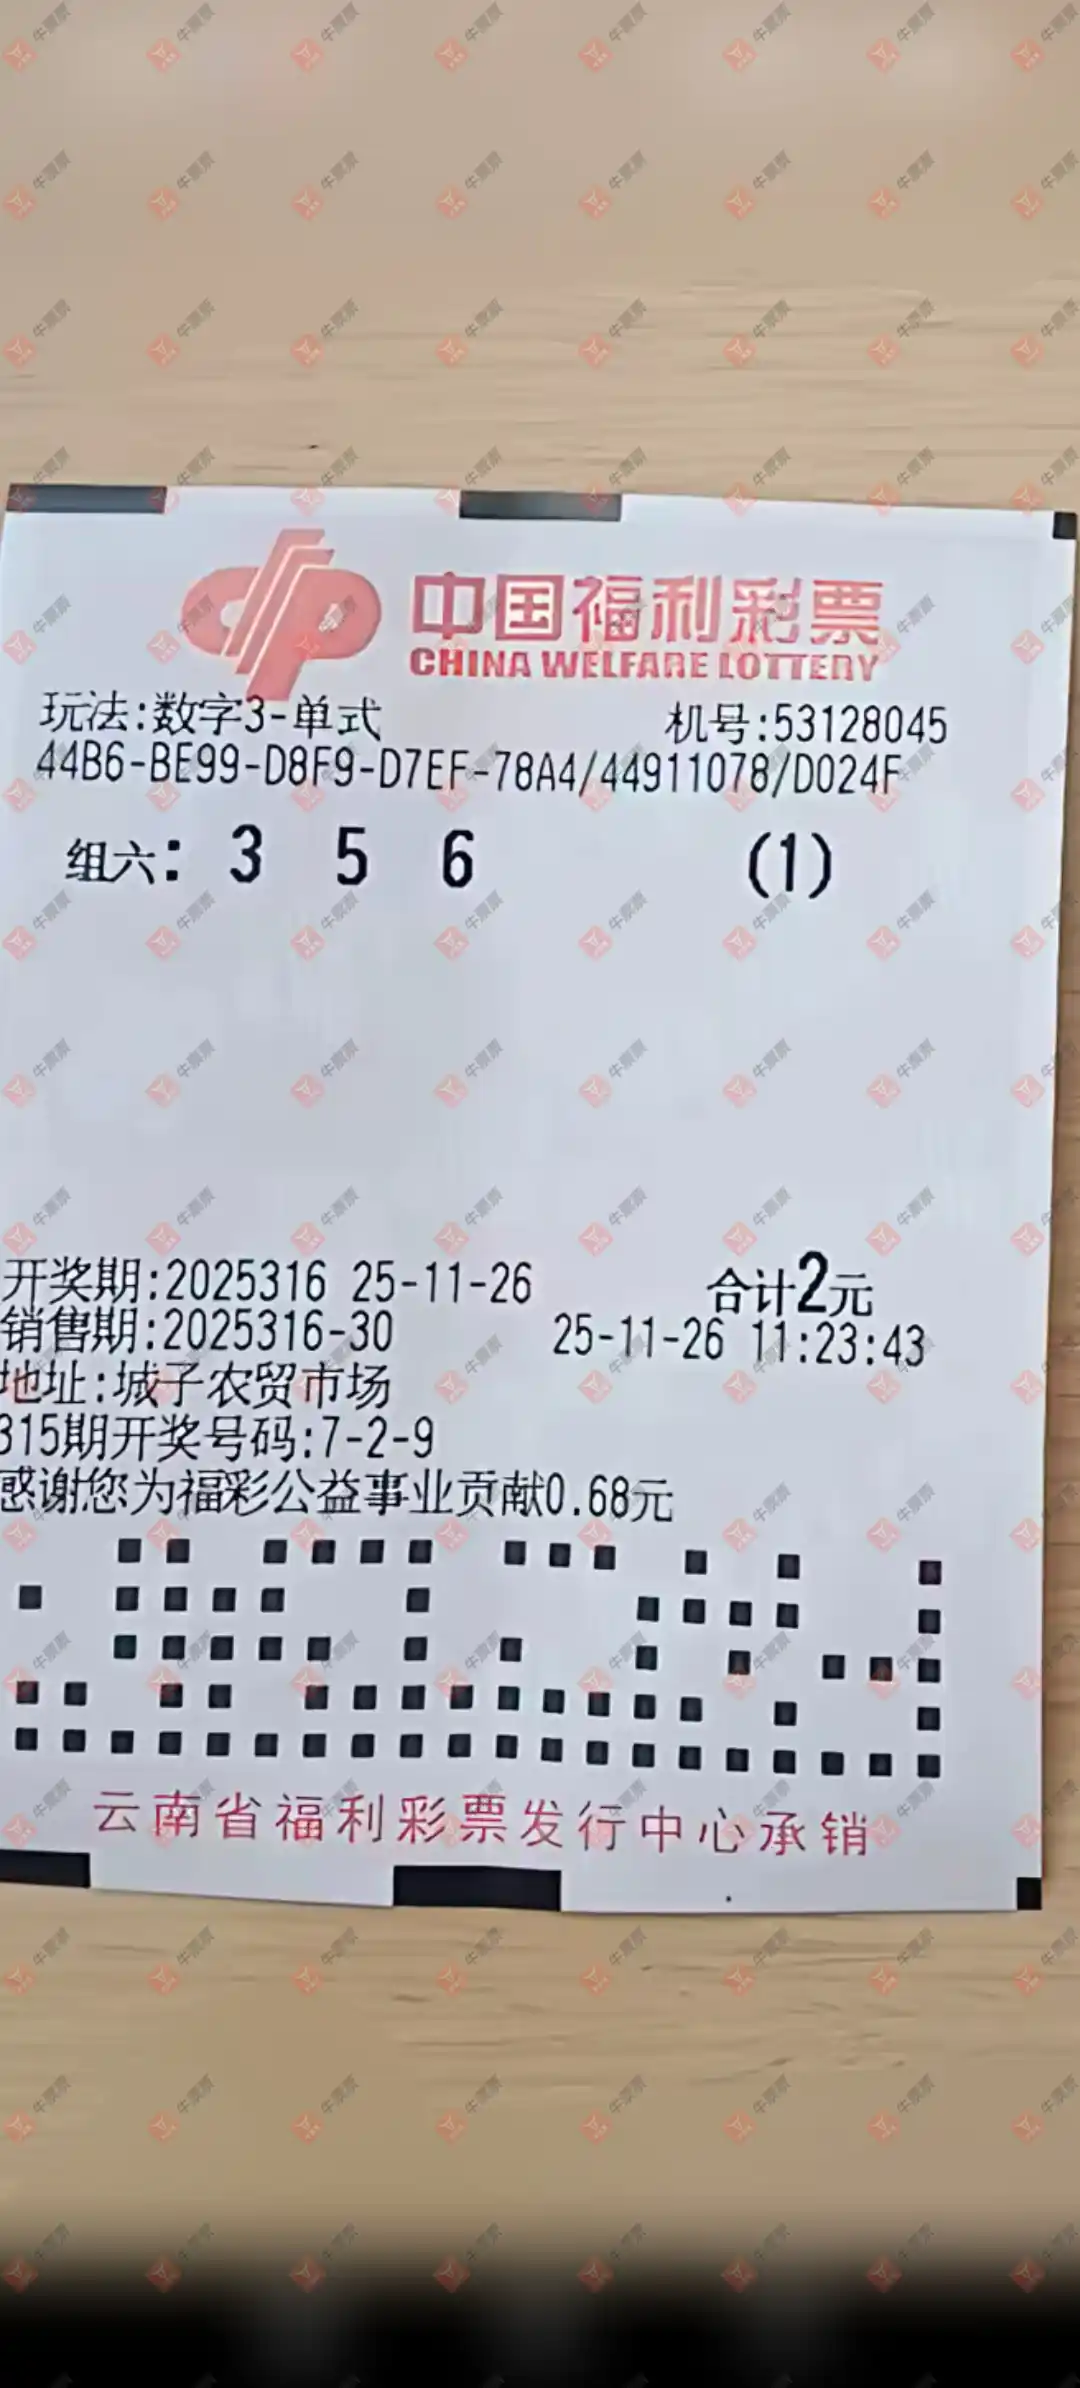 中国福利彩票
CHINA WELFARE LOTTERY
玩法:数字3-单式 机号:53128045
44B6-BE99-D8F9-D7EF-78A4/44911078/D024F
组六: 3 5 6 (1)
开奖期:2025316 25-11-26 合计2元
销售期:2025316-30 25-11-26 11:23:43
地址:城子农贸市场
315期开奖号码:7-2-9
感谢您为福彩公益事业贡献0.68元
云南省福利彩票发行中心承销
牛票票